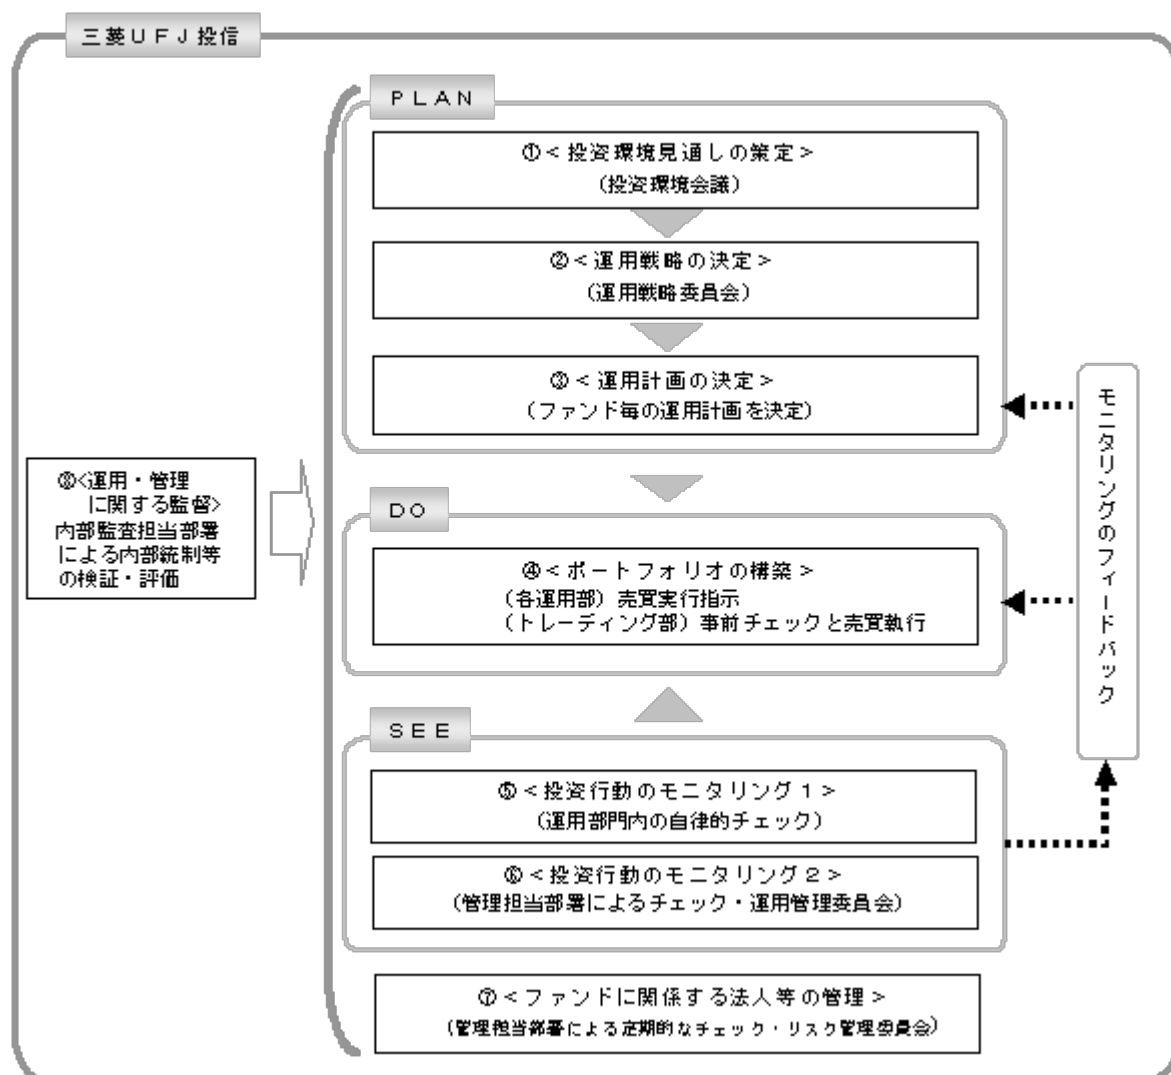 三菱UFJ投信
PLAN
①<投資環境見通しの策定>
(投資環境会議)
②<運用戦略の決定>
(運用戦略委員会)
③<運用計画の決定>
(ファンド毎の運用計画を決定)
⑧<運用・管理
に関する監督>
内部監査担当部署
による内部統制等
の検証・評価
DO
④<ポートフォリオの構築>
(各運用部)売買実行指示
(トレーディング部)事前チェックと売買執行
モニタリングのフィードバック
SEE
⑤<投資行動のモニタリング1>
(運用部門内の自律的チェック)
⑥<投資行動のモニタリング2>
(管理担当部署によるチェック・運用管理委員会)
⑦<ファンドに関係する法人等の管理>
(管理担当部署による定期的なチェック・リスク管理委員会)